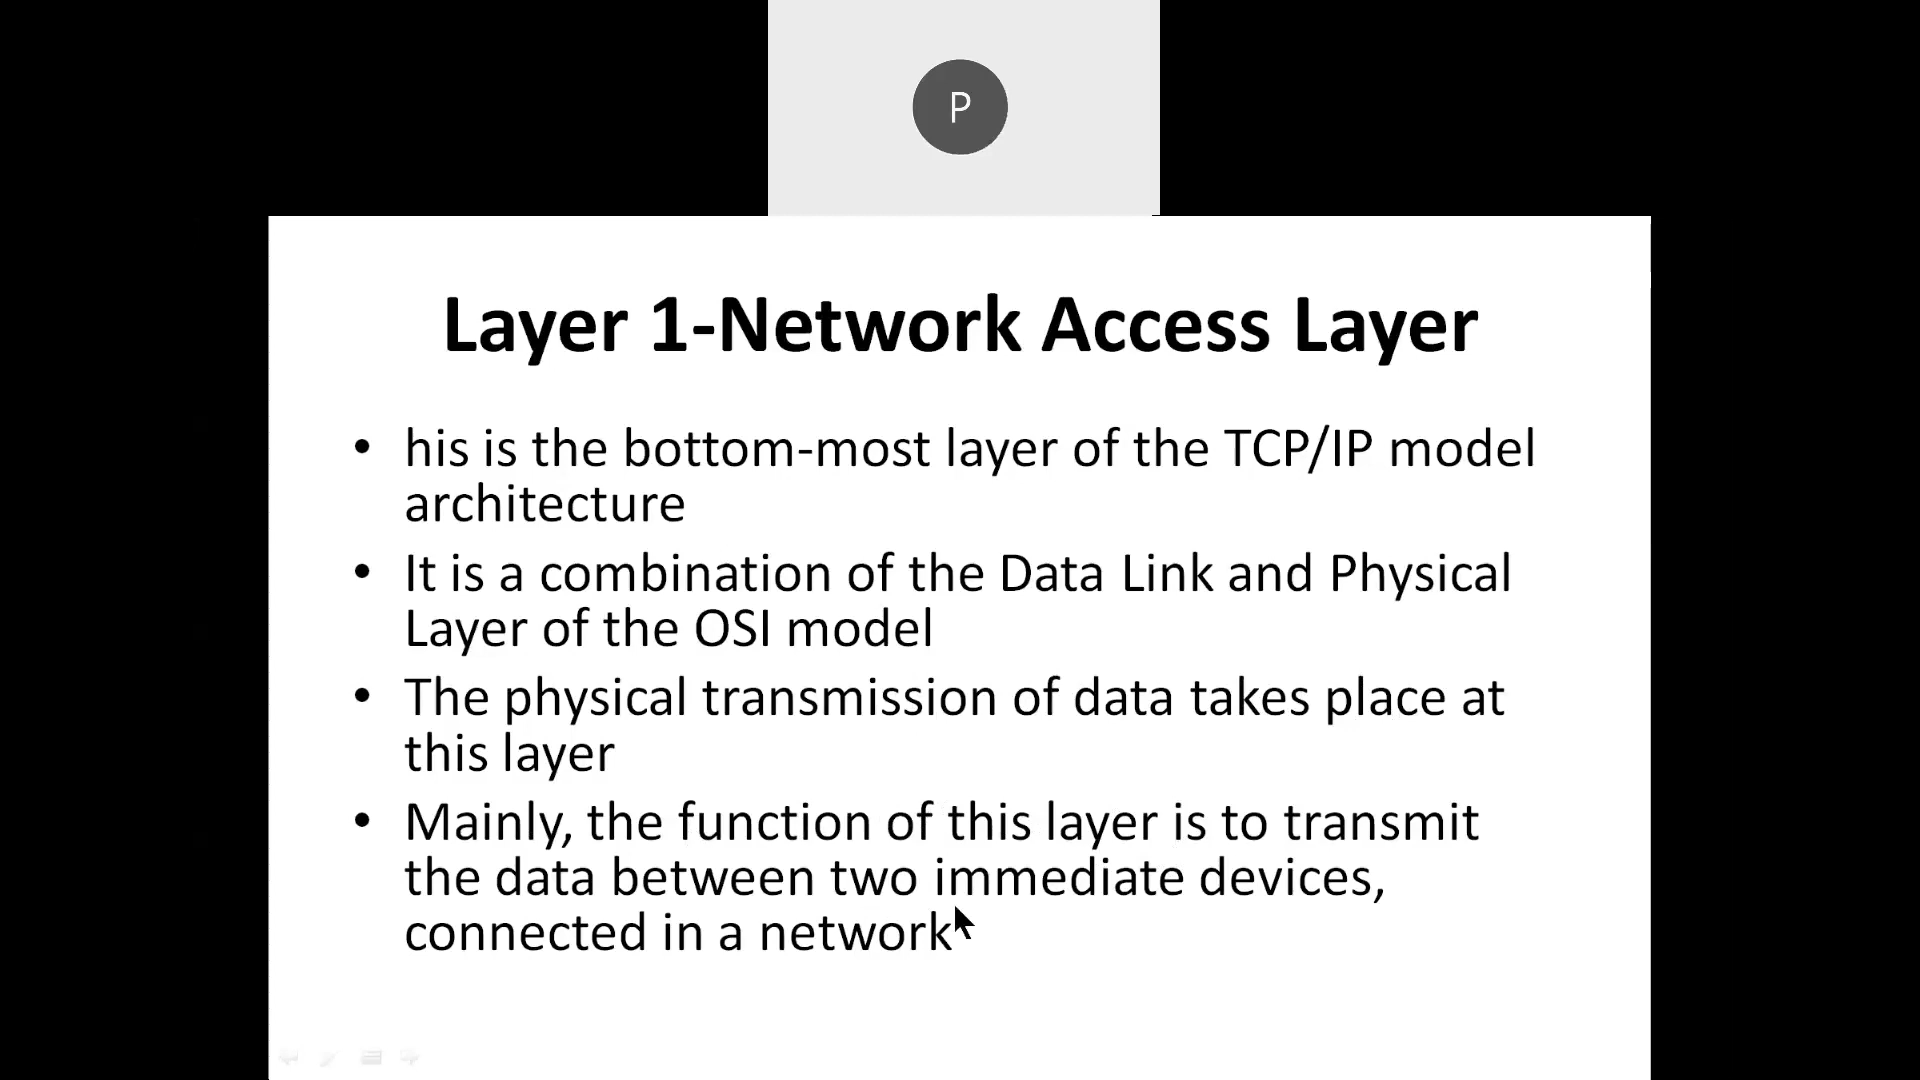 P
Layer 1-Network Access Layer
• his is the bottom-most layer of the TCP/IP model
architecture
• It is a combination of the Data Link and Physical
Layer of the OSI model
• The physical transmission of data takes place at
this layer
• Mainly, the function of this layer is to transmit
the data between two immediate devices,
connected in a network